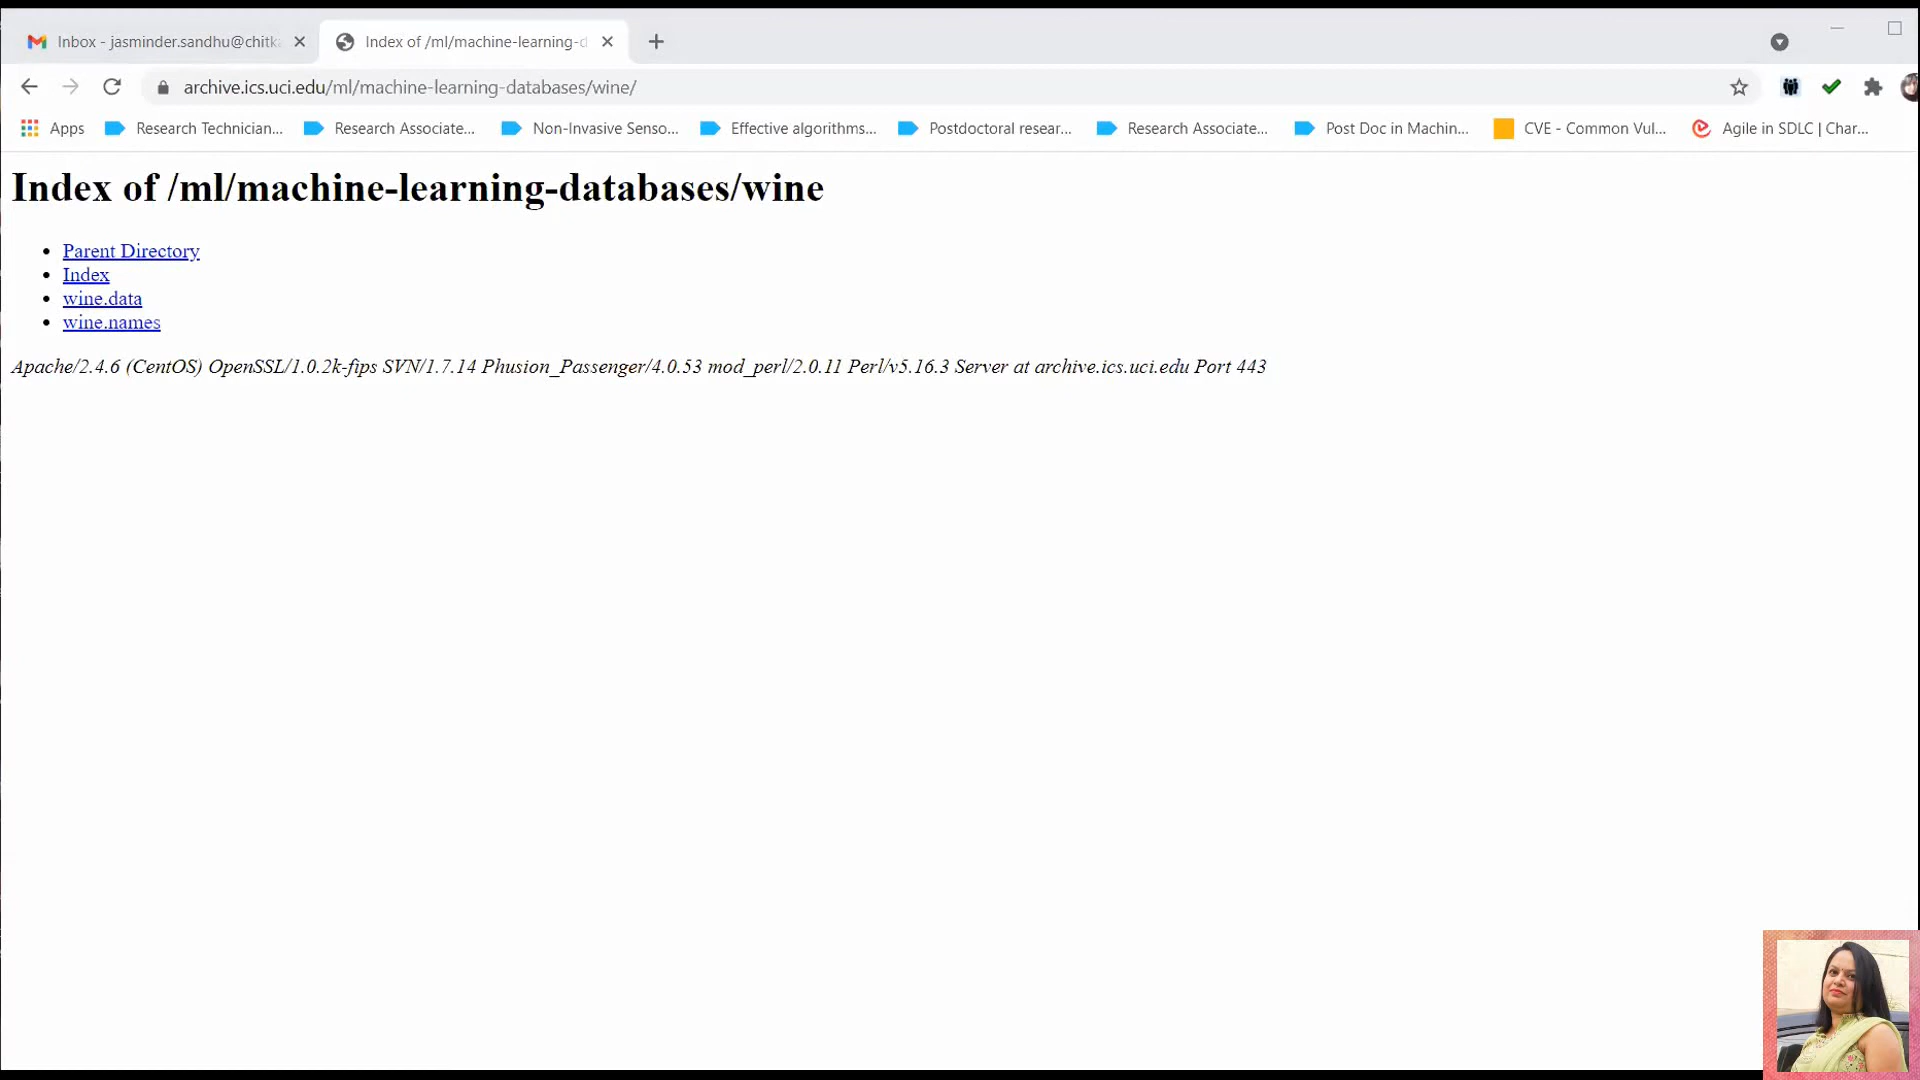 Inbox - jasminder.sandhu@chitka
Index of /ml/machine-learning-d
archive.ics.uci.edu/ml/machine-learning-databases/wine/
Apps Research Technician... Research Associate... Non-Invasive Senso... Effective algorithms... Postdoctoral resear... Research Associate... Post Doc in Machin... CVE - Common Vul... Agile in SDLC | Char...
Index of /ml/machine-learning-databases/wine
• Parent Directory
• Index
• wine.data
• wine.names
Apache/2.4.6 (CentOS) OpenSSL/1.0.2k-fips SVN/1.7.14 Phusion_Passenger/4.0.53 mod_perl/2.0.11 Perl/v5.16.3 Server at archive.ics.uci.edu Port 443